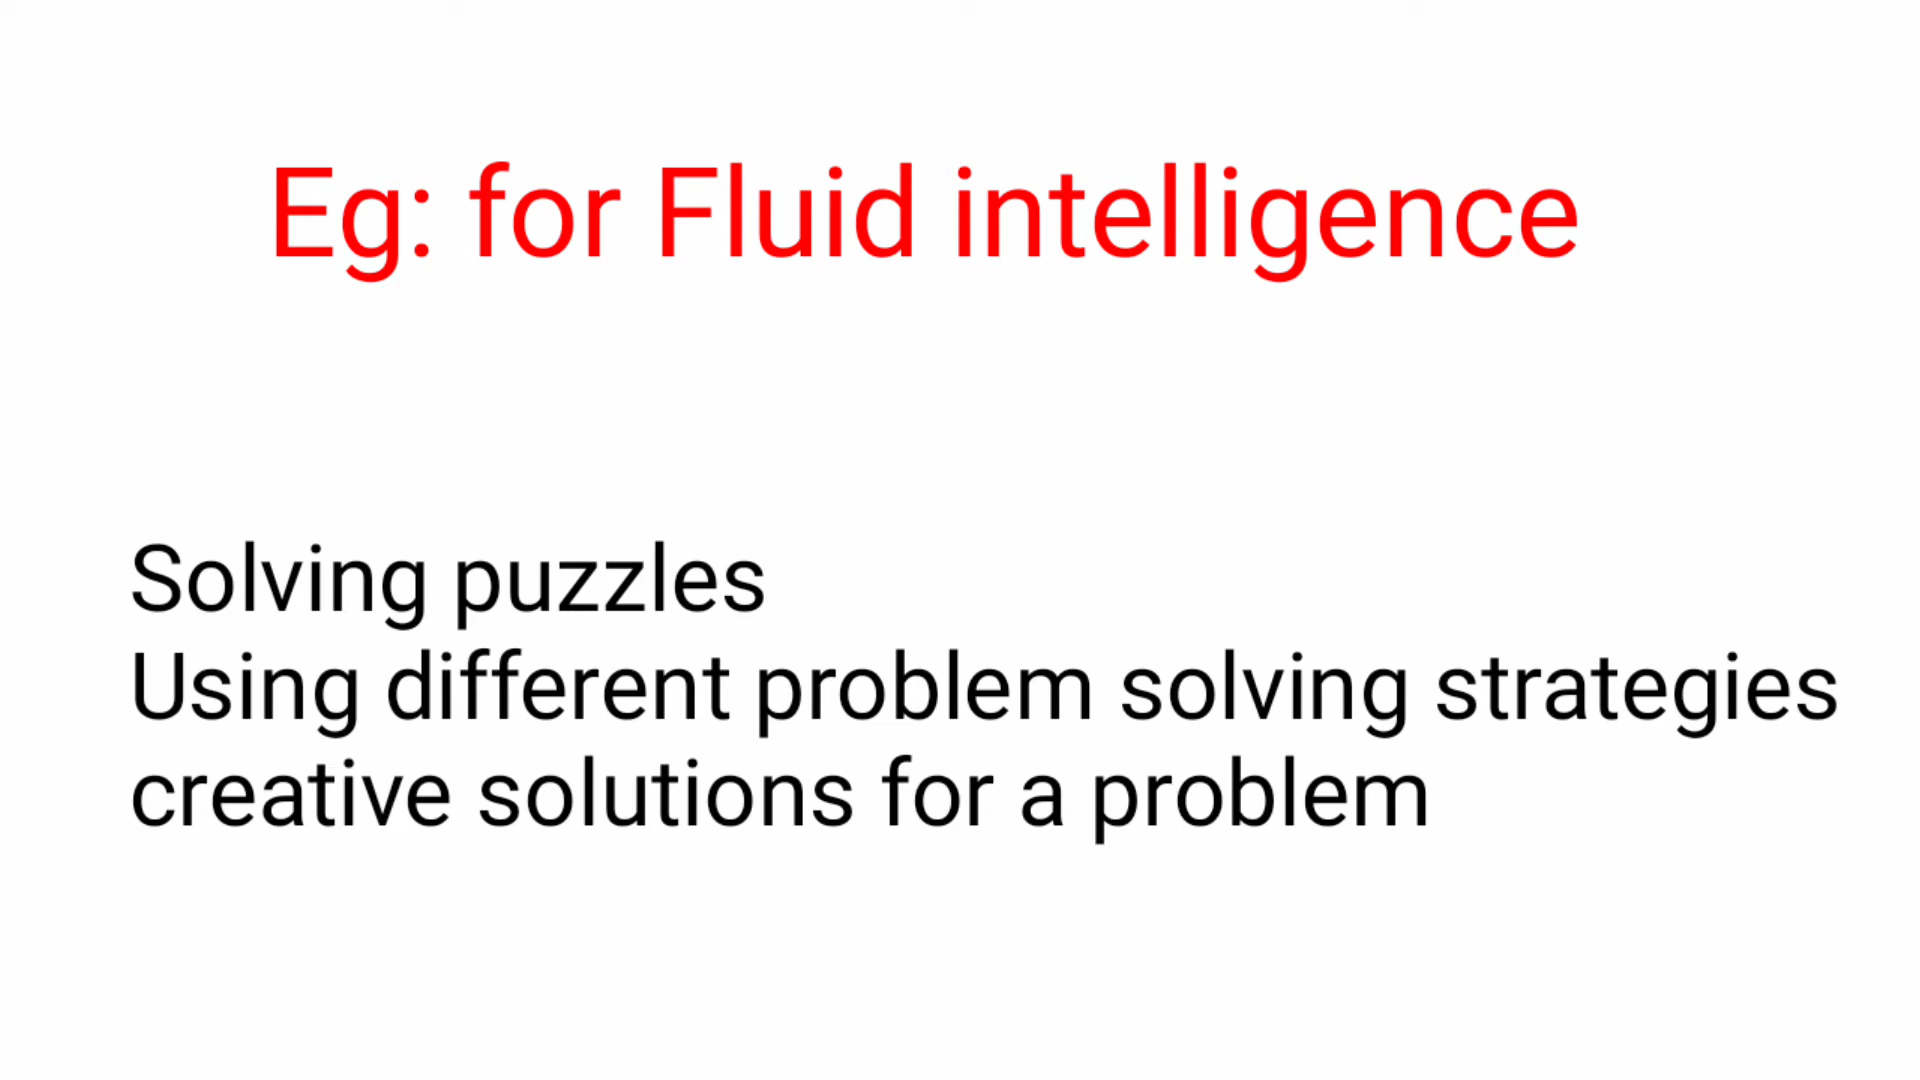 Eg: for Fluid intelligence
Solving puzzles
Using different problem solving strategies
creative solutions for a problem